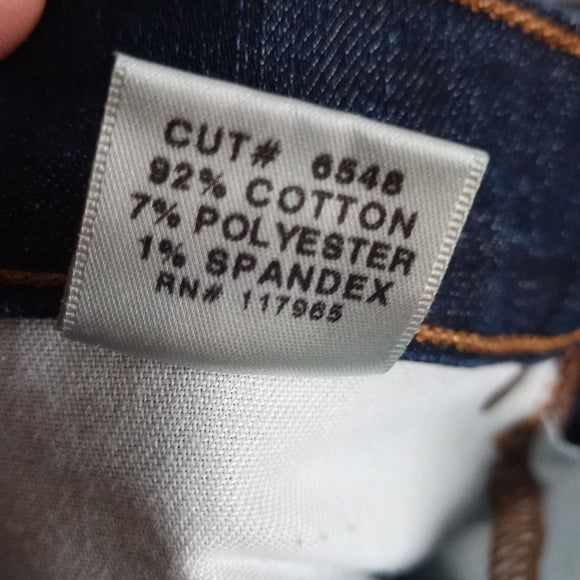 CUT# 6548
92% COTTON
7% POLYESTER
1% SPANDEX
RN# 117965